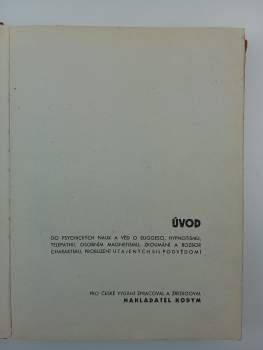 ÚVOD
DO PSYCHICKÝCH NAUK A VĚD O SUGGESCI, HYPNOTISMU,
TELEPATHII, OSOBNÍM MAGNETISMU, ZKOUMÁNÍ A ROZBOR
CHARAKTERU, PROBUZENÍ UTAJENÝCH SIL PODVĚDOMÍ
PRO ČESKÉ VYDÁNÍ ZPRACOVAL A ZREDIGOVAL
NAKLADATEL KOSYM